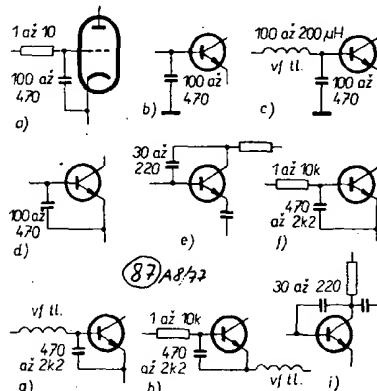 1 až 10
100 až
470
a)
100 až
470
b)
100 až 200 µH
vf tl.
100 až
470
c)
100 až
470
d)
30 až
220
e)
1 až 10k
470
až 2k2
f)
87 A8/77
vf tl.
470
až 2k2
g)
1 až 10k
470
až 2k2
vf tl.
h)
30 až 220
i)